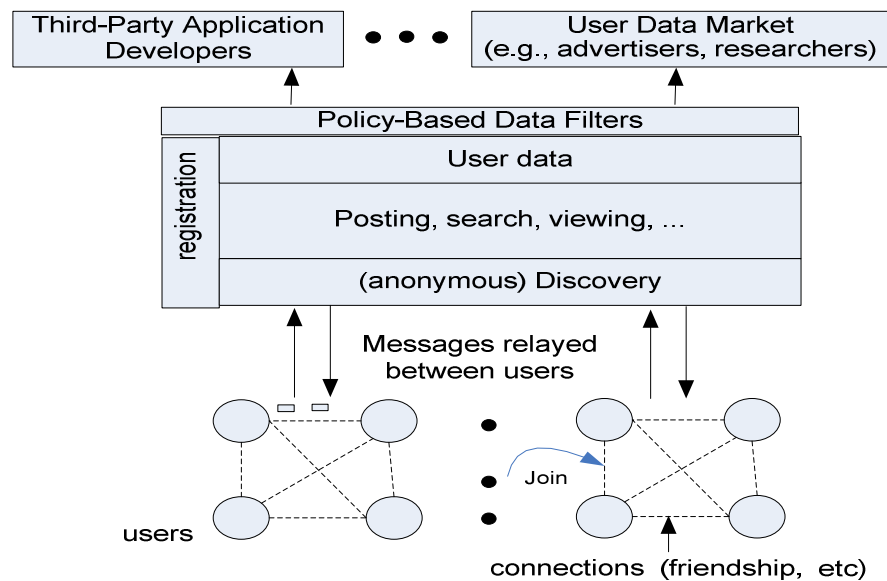 Third-Party Application
Developers
User Data Market
(e.g., advertisers, researchers)
Policy-Based Data Filters
registration
User data
Posting, search, viewing, ...
(anonymous) Discovery
Messages relayed
between users
Join
users
connections (friendship, etc)